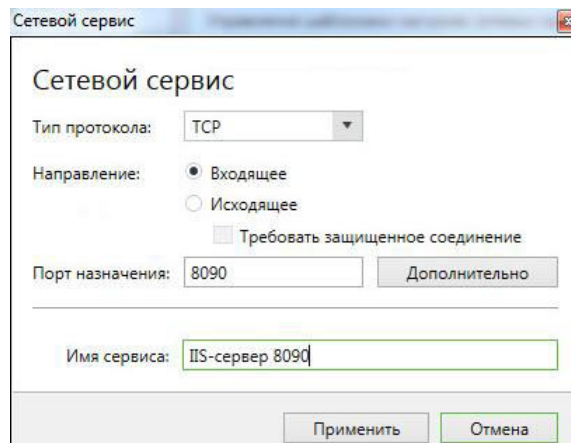 Сетевой сервис
Сетевой сервис
Тип протокола: TCP
Направление: Входящее
Исходящее
Требовать защищенное соединение
Порт назначения: 8090 Дополнительно
Имя сервиса: IIS-сервер 8090
Применить Отмена